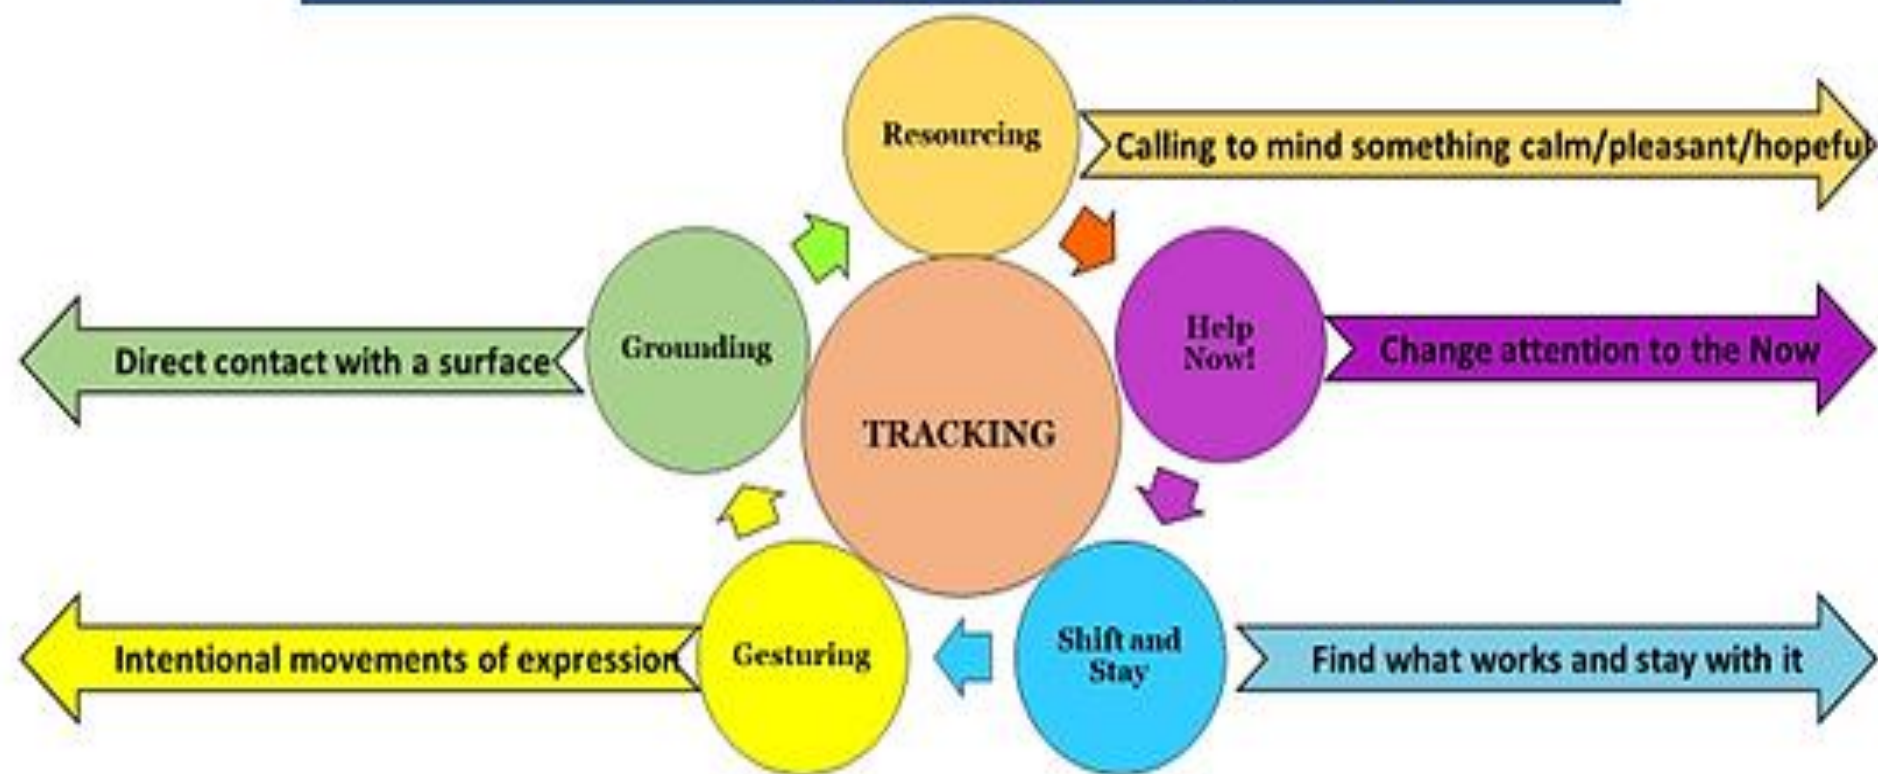 Resourcing
Calling to mind something calm/pleasant/hopeful
Grounding
Direct contact with a surface
Help
Now!
Change attention to the Now
TRACKING
Gesturing
Intentional movements of expression
Shift and
Stay
Find what works and stay with it